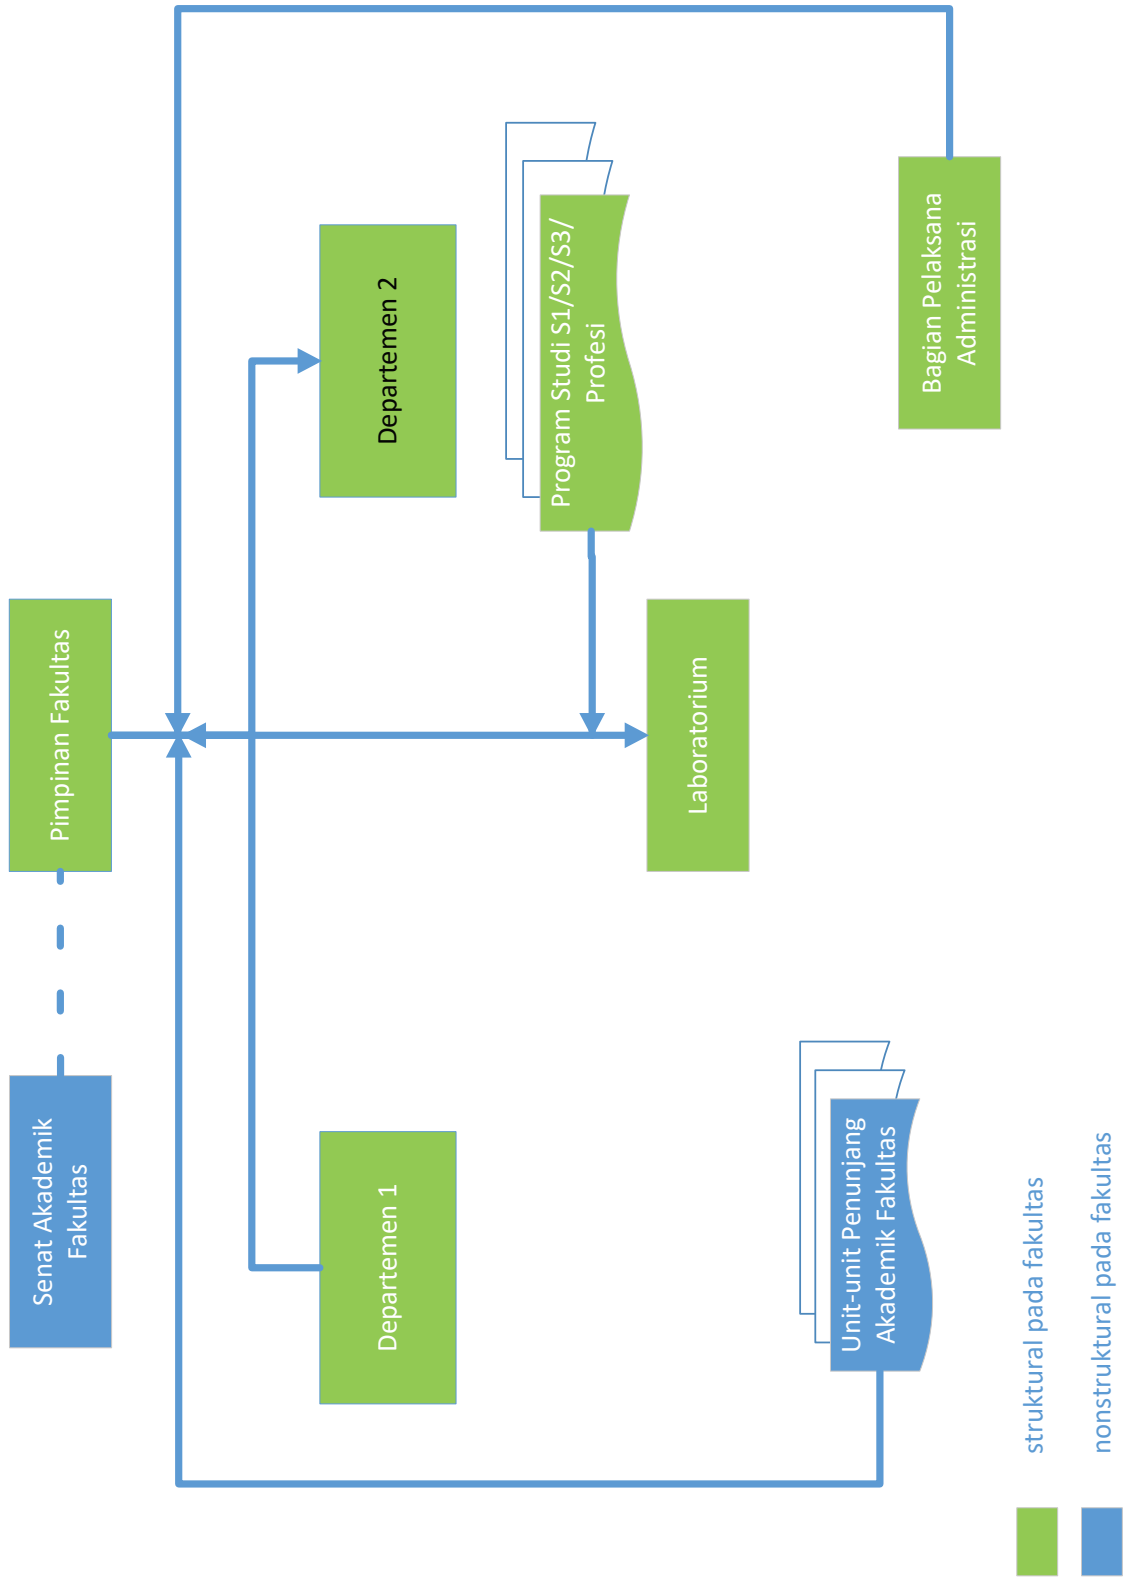 Senat Akademik
Fakultas
Pimpinan Fakultas
Departemen 1
Departemen 2
Program Studi S1/S2/S3/
Profesi
Laboratorium
Unit-unit Penunjang
Akademik Fakultas
Bagian Pelaksana
Administrasi
struktural pada fakultas
nonstruktural pada fakultas